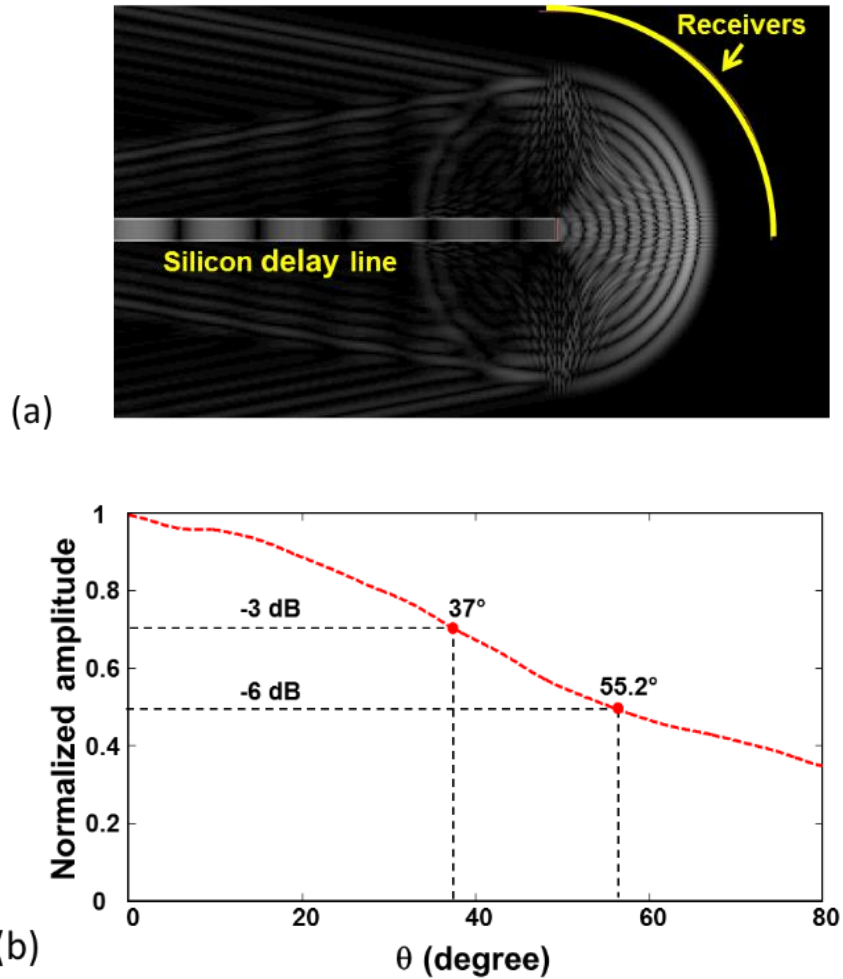 Receivers
Silicon delay line
(a)
1
0.8
0.6
0.4
0.2
0
Normalized amplitude
-3 dB
37°
-6 dB
55.2°
0 20 40 60 80
θ (degree)
(b)